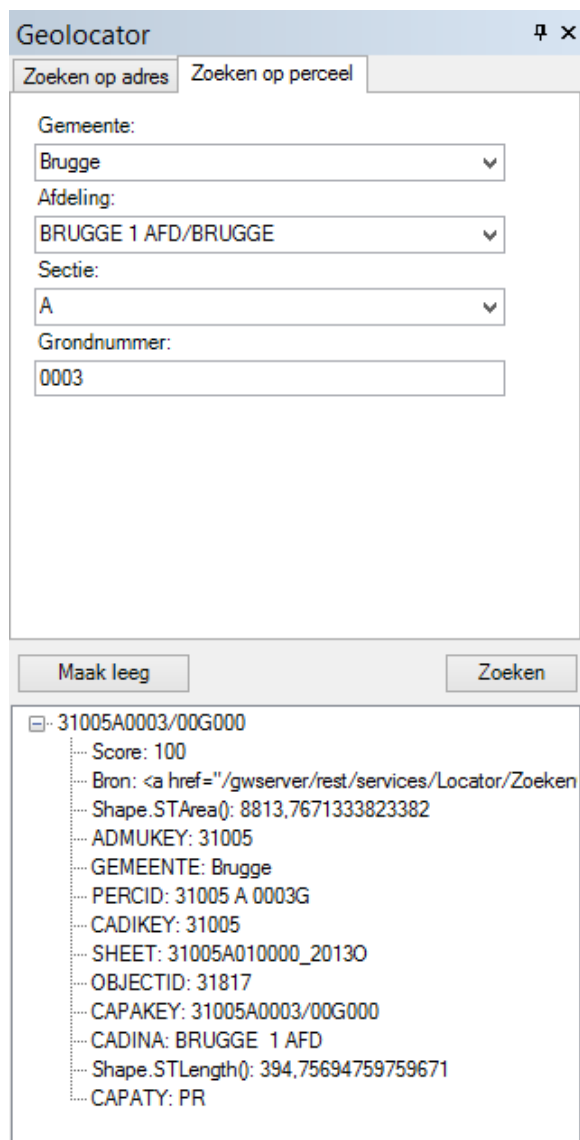 Geolocator
Zoeken op adres Zoeken op perceel
Gemeente:
Brugge
Afdeling:
BRUGGE 1 AFD/BRUGGE
Sectie:
A
Grondnummer:
0003
Maak leeg Zoeken
31005A0003/00G000
Score: 100
Bron: <a href="/gwserver/rest/services/Locator/Zoeken
Shape.STArea(): 8813,7671333823382
ADMUKEY: 31005
GEMEENTE: Brugge
PERCID: 31005 A 0003G
CADIKEY: 31005
SHEET: 31005A010000_2013O
OBJECTID: 31817
CAPAKEY: 31005A0003/00G000
CADINA: BRUGGE  1 AFD
Shape.STLength(): 394,75694759759671
CAPATY: PR